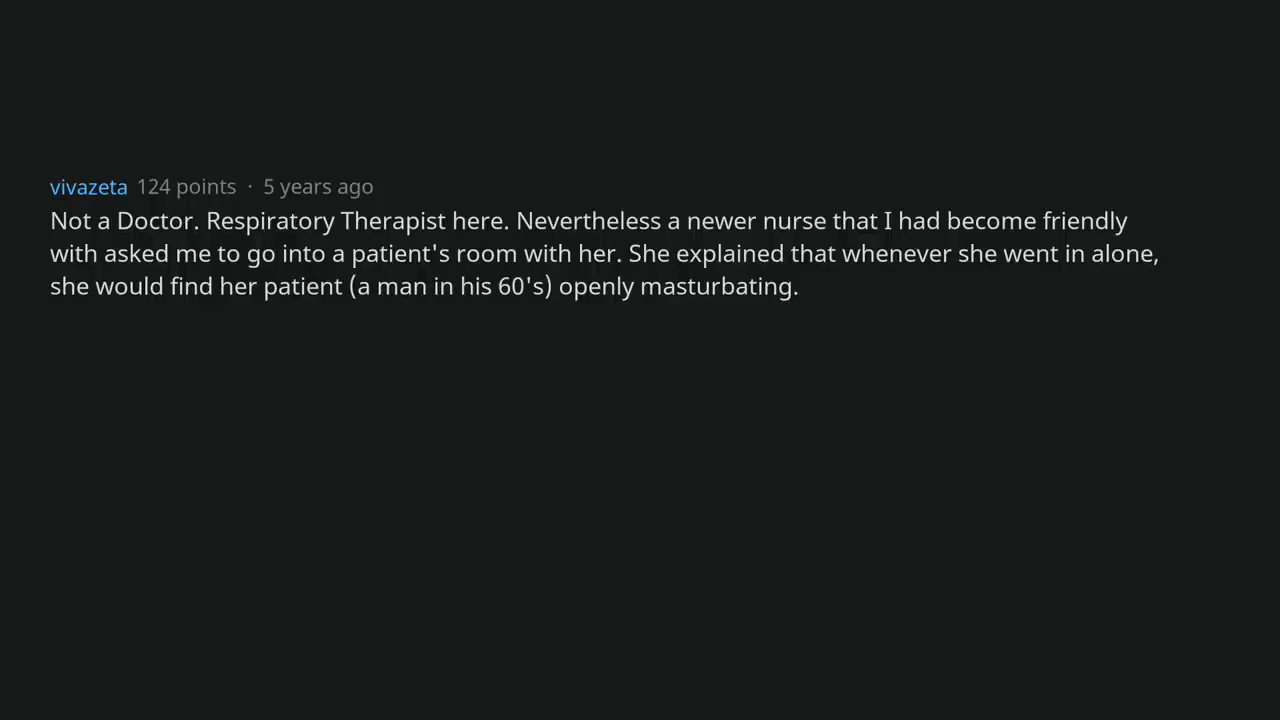 vivazeta 124 points · 5 years ago
Not a Doctor. Respiratory Therapist here. Nevertheless a newer nurse that I had become friendly
with asked me to go into a patient's room with her. She explained that whenever she went in alone,
she would find her patient (a man in his 60's) openly masturbating.